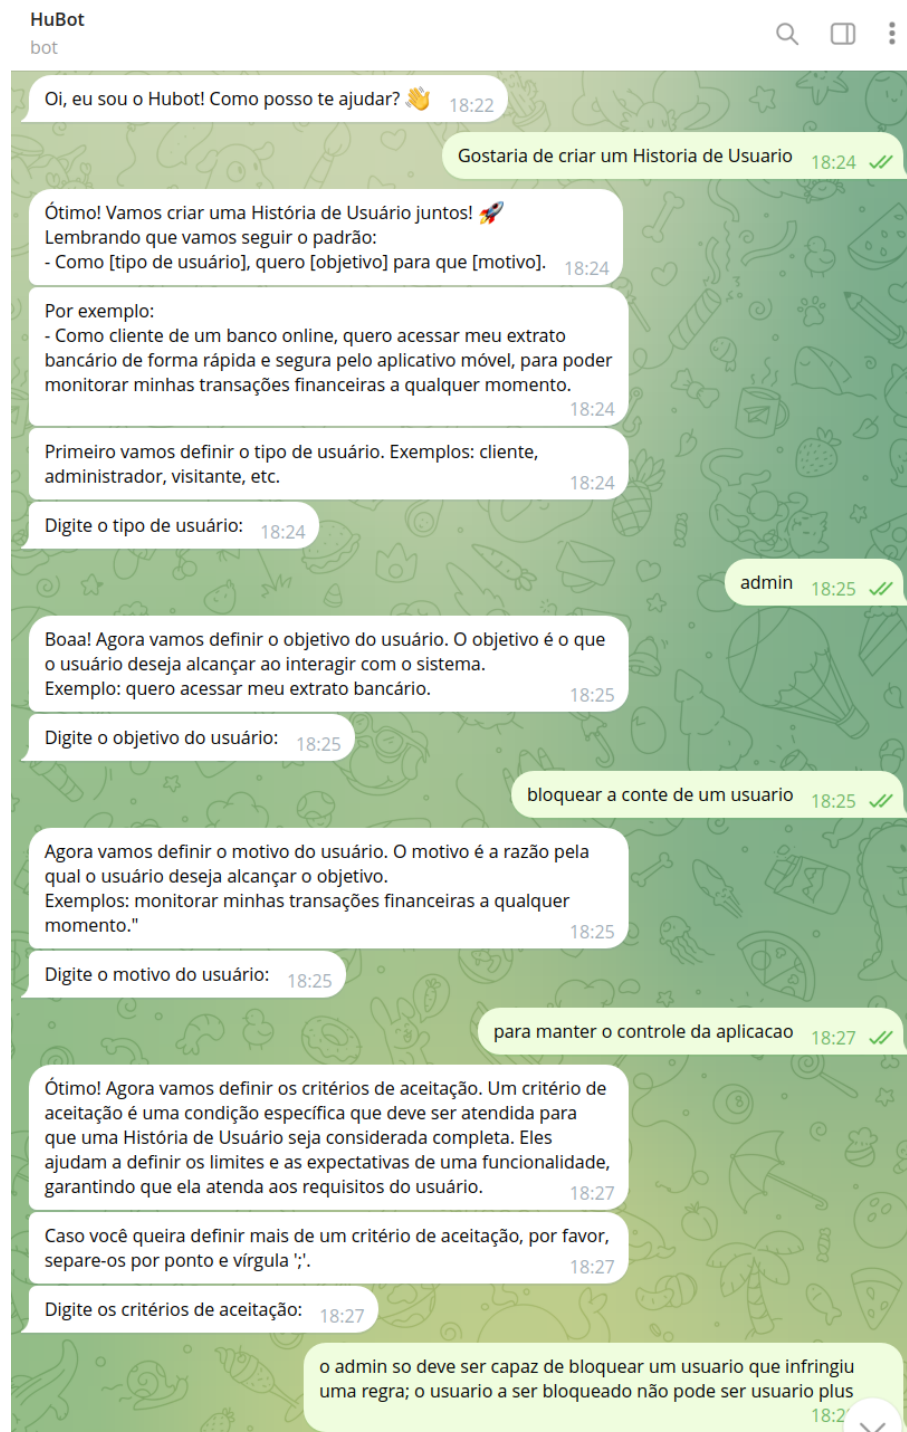 HuBot
bot
Oi, eu sou o Hubot! Como posso te ajudar? 👋 18:22
Gostaria de criar um Historia de Usuario 18:24
Ótimo! Vamos criar uma História de Usuário juntos! 🚀
Lembrando que vamos seguir o padrão:
- Como [tipo de usuário], quero [objetivo] para que [motivo]. 18:24
Por exemplo:
- Como cliente de um banco online, quero acessar meu extrato
bancário de forma rápida e segura pelo aplicativo móvel, para poder
monitorar minhas transações financeiras a qualquer momento.
18:24
Primeiro vamos definir o tipo de usuário. Exemplos: cliente,
administrador, visitante, etc. 18:24
Digite o tipo de usuário: 18:24
admin 18:25
Boaa! Agora vamos definir o objetivo do usuário. O objetivo é o que
o usuário deseja alcançar ao interagir com o sistema.
Exemplo: quero acessar meu extrato bancário. 18:25
Digite o objetivo do usuário: 18:25
bloquear a conte de um usuario 18:25
Agora vamos definir o motivo do usuário. O motivo é a razão pela
qual o usuário deseja alcançar o objetivo.
Exemplos: monitorar minhas transações financeiras a qualquer
momento." 18:25
Digite o motivo do usuário: 18:25
para manter o controle da aplicacao 18:27
Ótimo! Agora vamos definir os critérios de aceitação. Um critério de
aceitação é uma condição específica que deve ser atendida para
que uma História de Usuário seja considerada completa. Eles
ajudam a definir os limites e as expectativas de uma funcionalidade,
garantindo que ela atenda aos requisitos do usuário. 18:27
Caso você queira definir mais de um critério de aceitação, por favor,
separe-os por ponto e vírgula ';'. 18:27
Digite os critérios de aceitação: 18:27
o admin so deve ser capaz de bloquear um usuario que infringiu
uma regra; o usuario a ser bloqueado não pode ser usuario plus